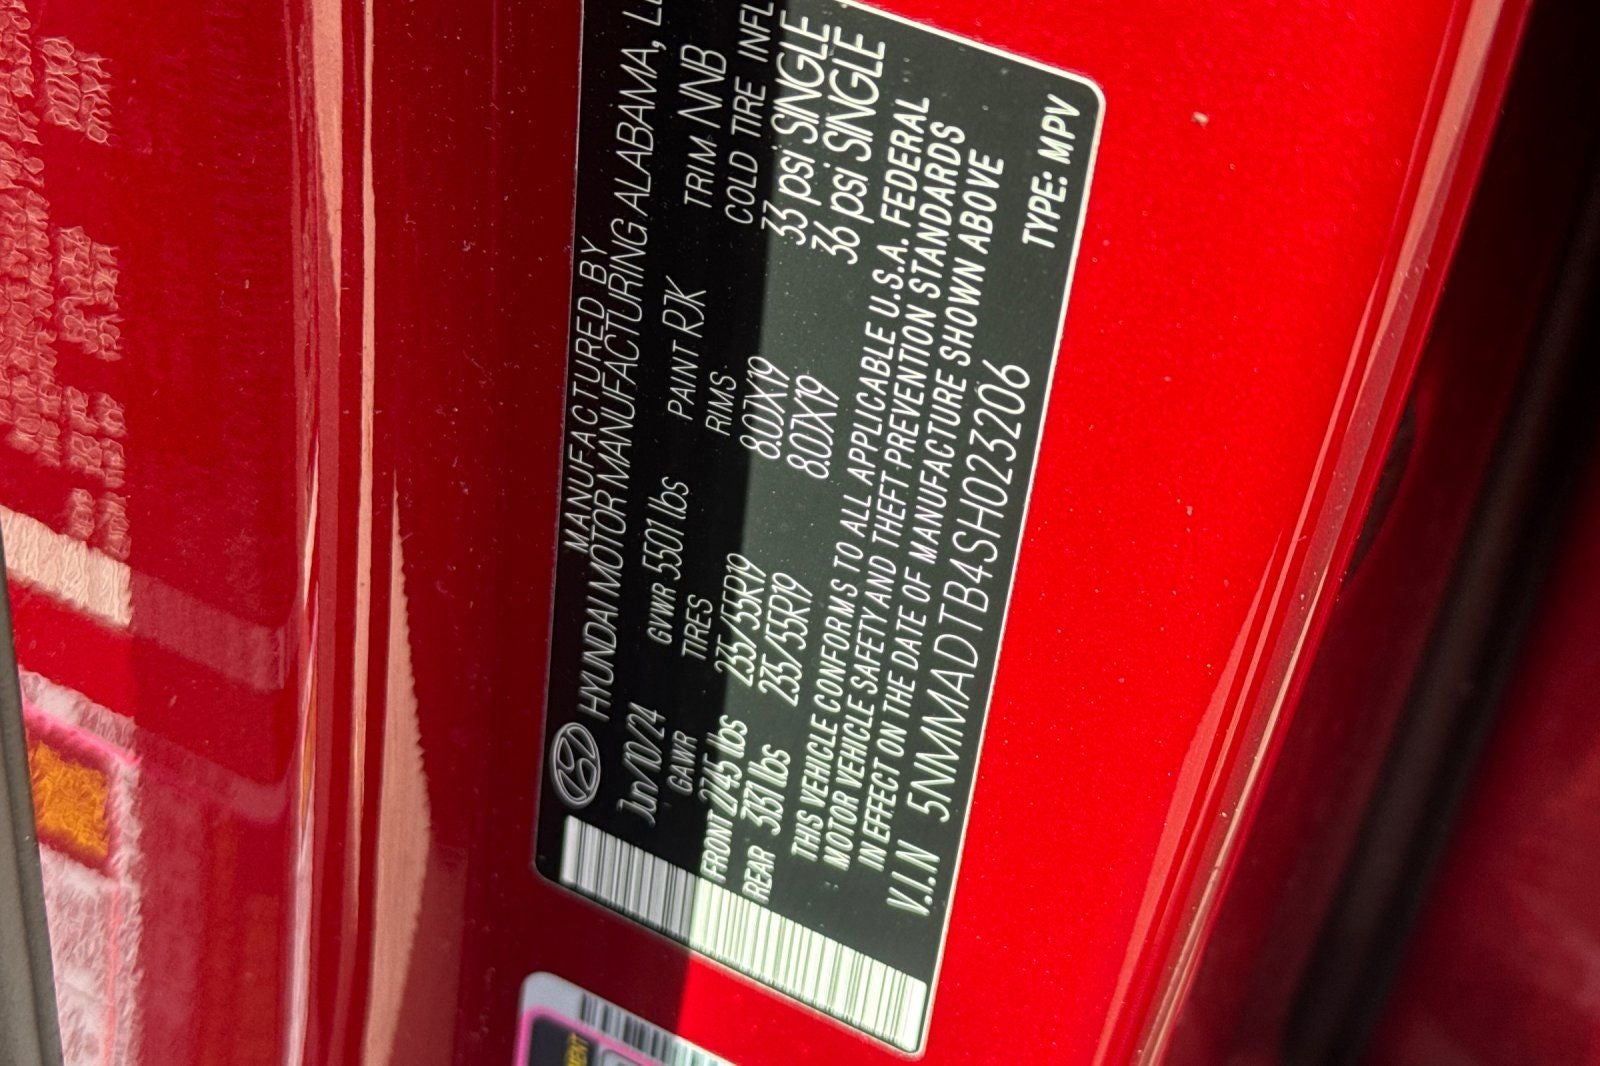 MANUFACTURED BY
HYUNDAI MOTOR MANUFACTURING ALABAMA,
Jun/10/24 GVWR 5501 lbs PAINT RJK TRIM NNB
GAWR TIRES RIMS COLD TIRE INFL
FRONT 2745 lbs 235/55R19 8.0JX19 33 psi SINGLE
REAR 3131 lbs 235/55R19 8.0JX19 36 psi SINGLE
THIS VEHICLE CONFORMS TO ALL APPLICABLE U.S.A. FEDERAL
MOTOR VEHICLE SAFETY AND THEFT PREVENTION STANDARDS
IN EFFECT ON THE DATE OF MANUFACTURE SHOWN ABOVE
V.I.N 5NMMADTB4SH023206 TYPE: MPV